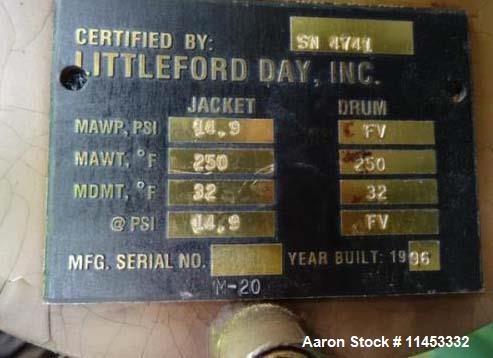 CERTIFIED BY: SN 4741
LITTLEFORD DAY, INC.
JACKET DRUM
MAWP, PSI 14.9 FV
MAWT, °F 250 250
MDMT, °F 32 32
@ PSI 14.9 FV
MFG. SERIAL NO. YEAR BUILT: 1996
M-20
Aaron Stock # 11453332